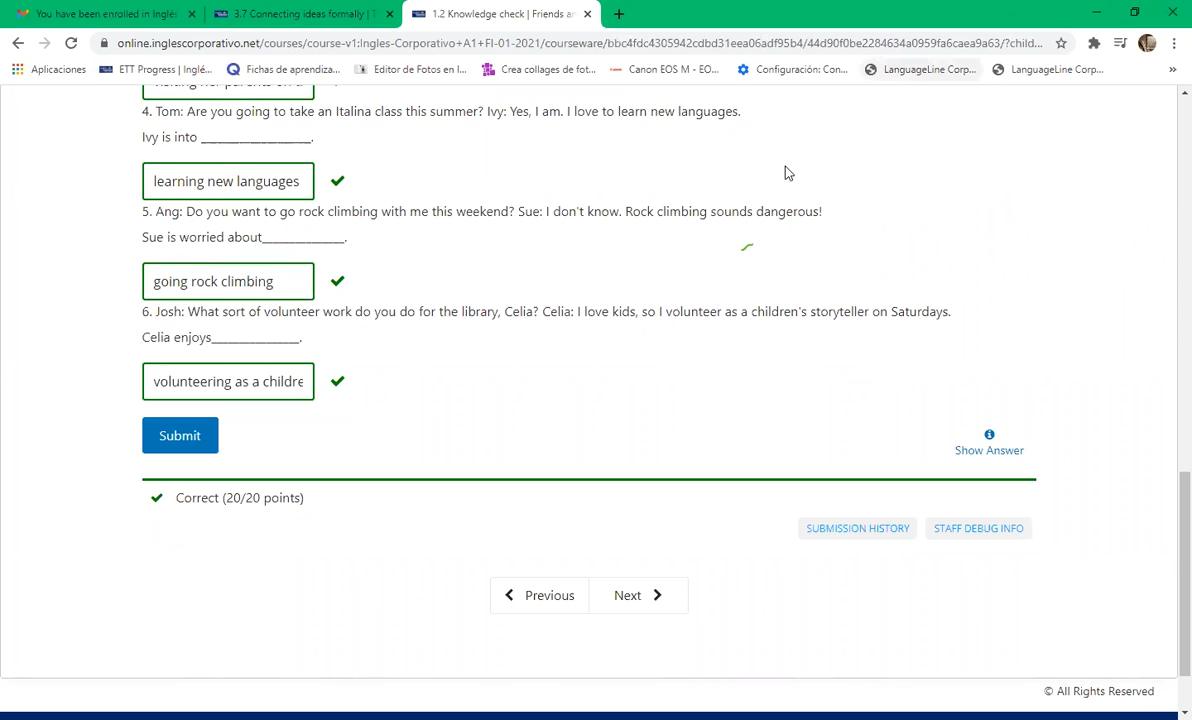 You have been enrolled in Inglés
3.7 Connecting ideas formally | T
1.2 Knowledge check | Friends an
online.inglescorporativo.net/courses/course-v1:Ingles-Corporativo+A1+FI-01-2021/courseware/bbc4fdc4305942cdbd31eea06adf95b4/44d90f0be2284634a0959fa6caea9a63/?child...
Aplicaciones
ETT Progress | Inglé...
Fichas de aprendiza...
Editor de Fotos en l...
Crea collages de fot...
Canon EOS M - EO...
Configuración: Con...
LanguageLine Corp...
LanguageLine Corp...
»
4. Tom: Are you going to take an Italina class this summer? Ivy: Yes, I am. I love to learn new languages.
Ivy is into __________________.
learning new languages
5. Ang: Do you want to go rock climbing with me this weekend? Sue: I don't know. Rock climbing sounds dangerous!
Sue is worried about______________.
going rock climbing
6. Josh: What sort of volunteer work do you do for the library, Celia? Celia: I love kids, so I volunteer as a children's storyteller on Saturdays.
Celia enjoys_______________.
volunteering as a childre
Submit
Show Answer
Correct (20/20 points)
SUBMISSION HISTORY
STAFF DEBUG INFO
Previous
Next
© All Rights Reserved